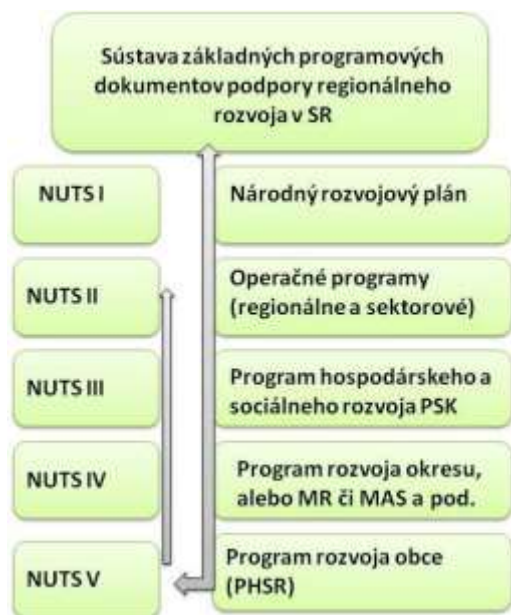 Sústava základných programových
dokumentov podpory regionálneho
rozvoja v SR
NUTS I
Národný rozvojový plán
NUTS II
Operačné programy
(regionálne a sektorové)
NUTS III
Program hospodárskeho a
sociálneho rozvoja PSK
NUTS IV
Program rozvoja okresu,
alebo MR či MAS a pod.
NUTS V
Program rozvoja obce
(PHSR)